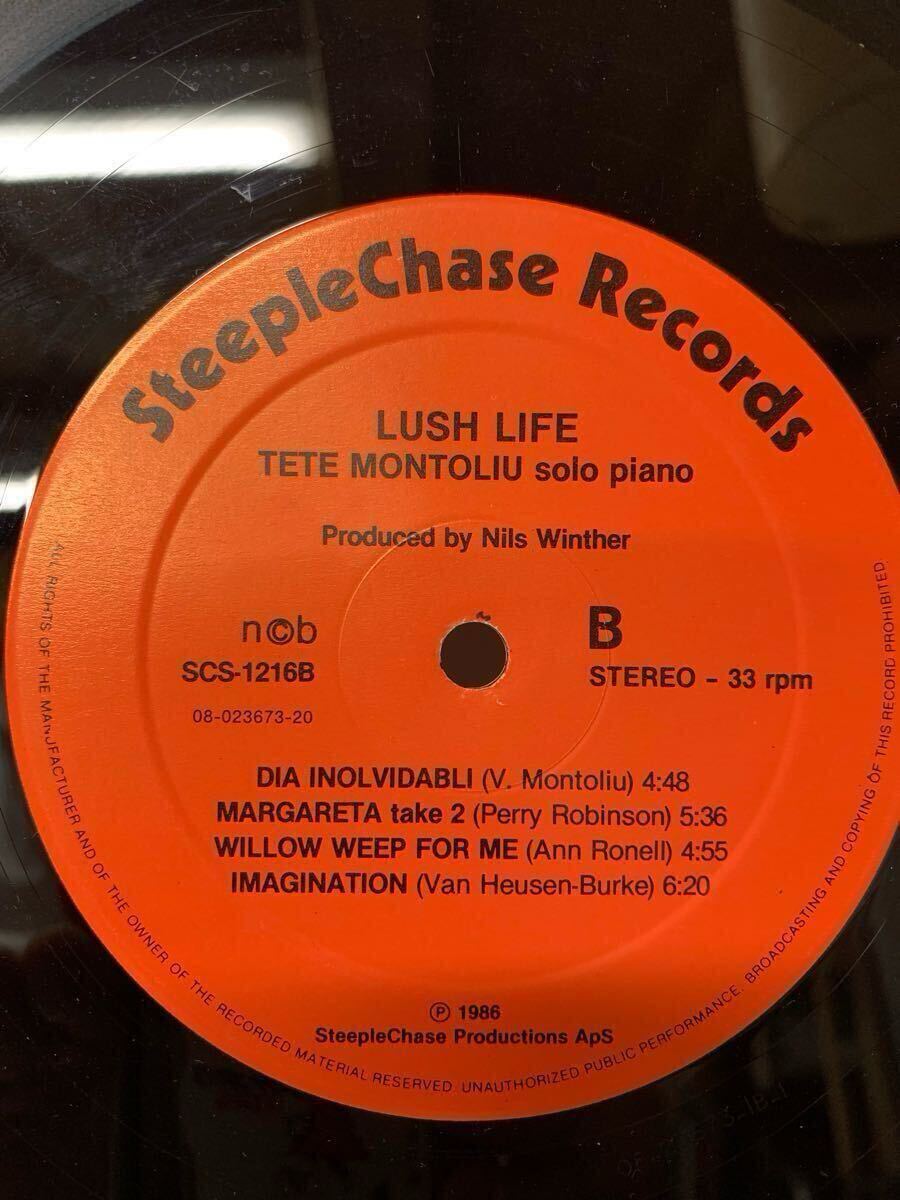 SteepleChase Records
LUSH LIFE
TETE MONTOLIU solo piano
Produced by Nils Winther
n©b
B
SCS-1216B
STEREO - 33 rpm
08-023673-20
DIA INOLVIDABLI (V. Montoliu) 4:48
MARGARETA take 2 (Perry Robinson) 5:36
WILLOW WEEP FOR ME (Ann Ronell) 4:55
IMAGINATION (Van Heusen-Burke) 6:20
℗ 1986
SteepleChase Productions ApS
ALL RIGHTS OF THE MANUFACTURER AND OF THE OWNER OF THE RECORDED MATERIAL RESERVED. UNAUTHORIZED PUBLIC PERFORMANCE, BROADCASTING AND COPYING OF THIS RECORD PROHIBITED.